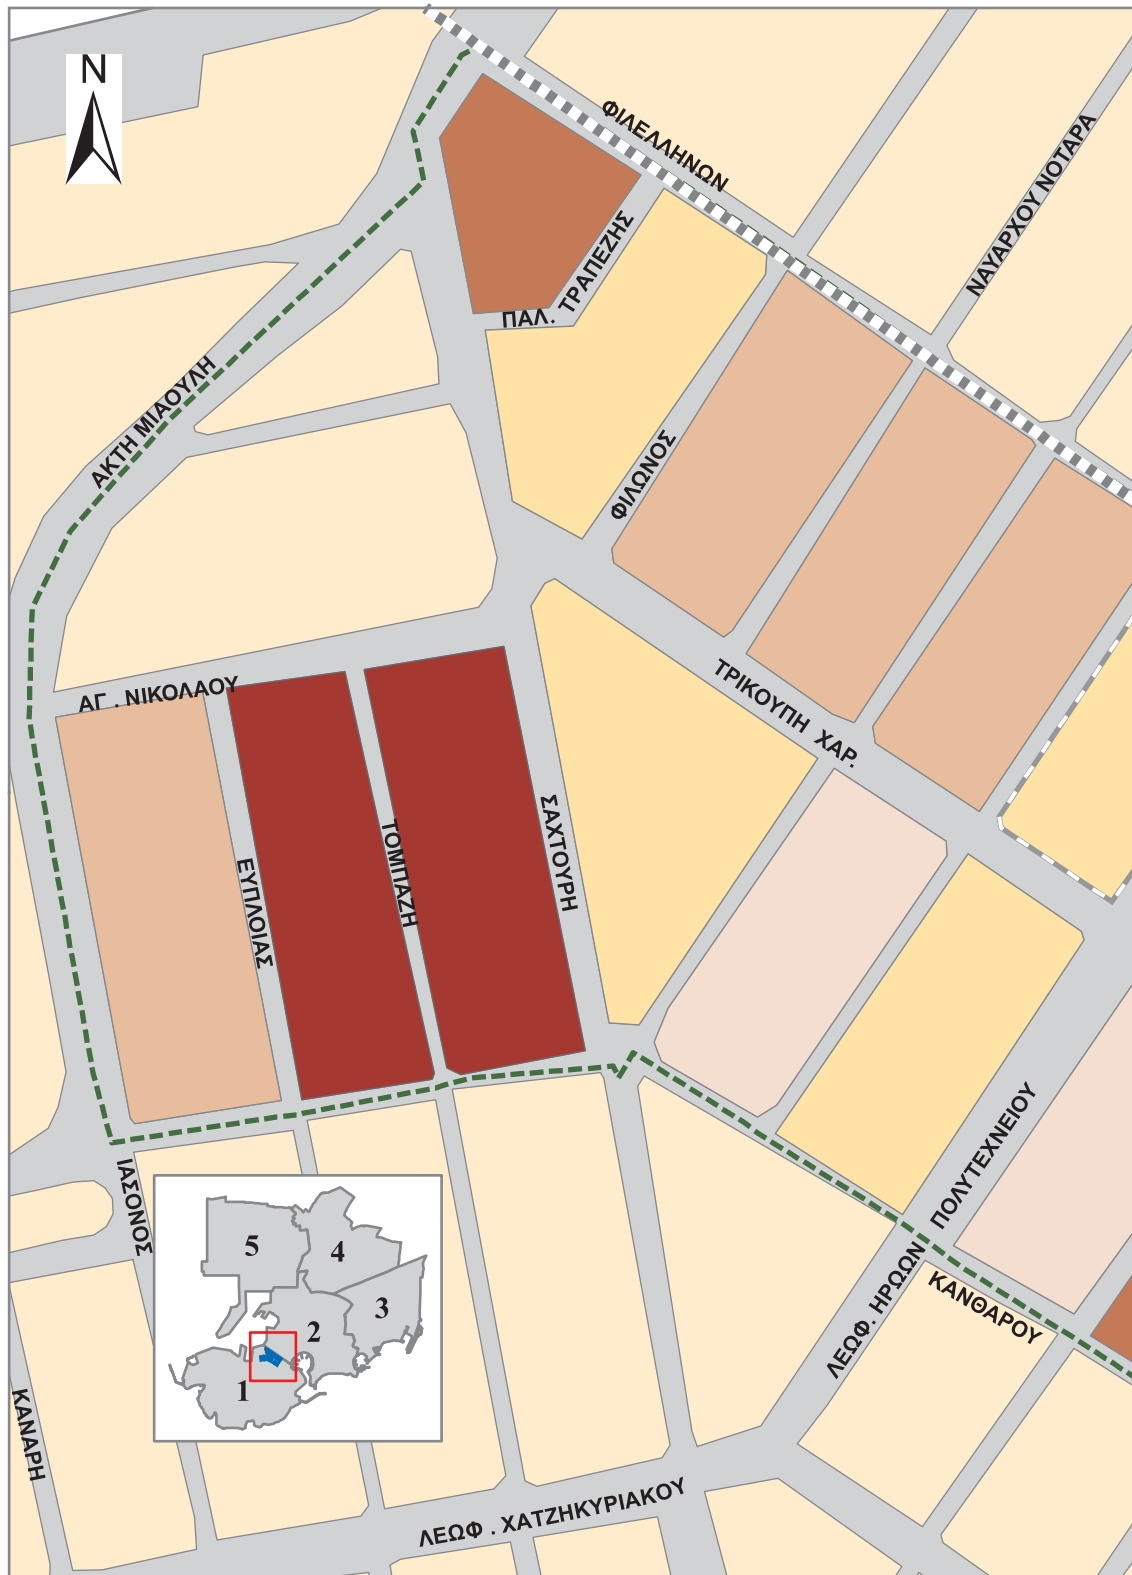 N
ΦΙΛΕΛΛΗΝΩΝ
ΝΑΥΑΡΧΟΥ ΝΟΤΑΡΑ
ΠΑΛ. ΤΡΑΠΕΖΗΣ
ΑΚΤΗ ΜΙΑΟΥΛΗ
ΦΙΛΩΝΟΣ
ΑΓ . ΝΙΚΟΛΑΟΥ
ΤΡΙΚΟΥΠΗ ΧΑΡ.
ΣΑΧΤΟΥΡΗ
ΤΟΜΠΑΖΗ
ΕΥΠΛΟΙΑΣ
ΙΑΣΟΝΟΣ
ΛΕΩΦ. ΗΡΩΩΝ ΠΟΛΥΤΕΧΝΕΙΟΥ
ΚΑΝΘΑΡΟΥ
5
4
3
2
1
ΚΑΝΑΡΗ
ΛΕΩΦ . ΧΑΤΖΗΚΥΡΙΑΚΟΥ